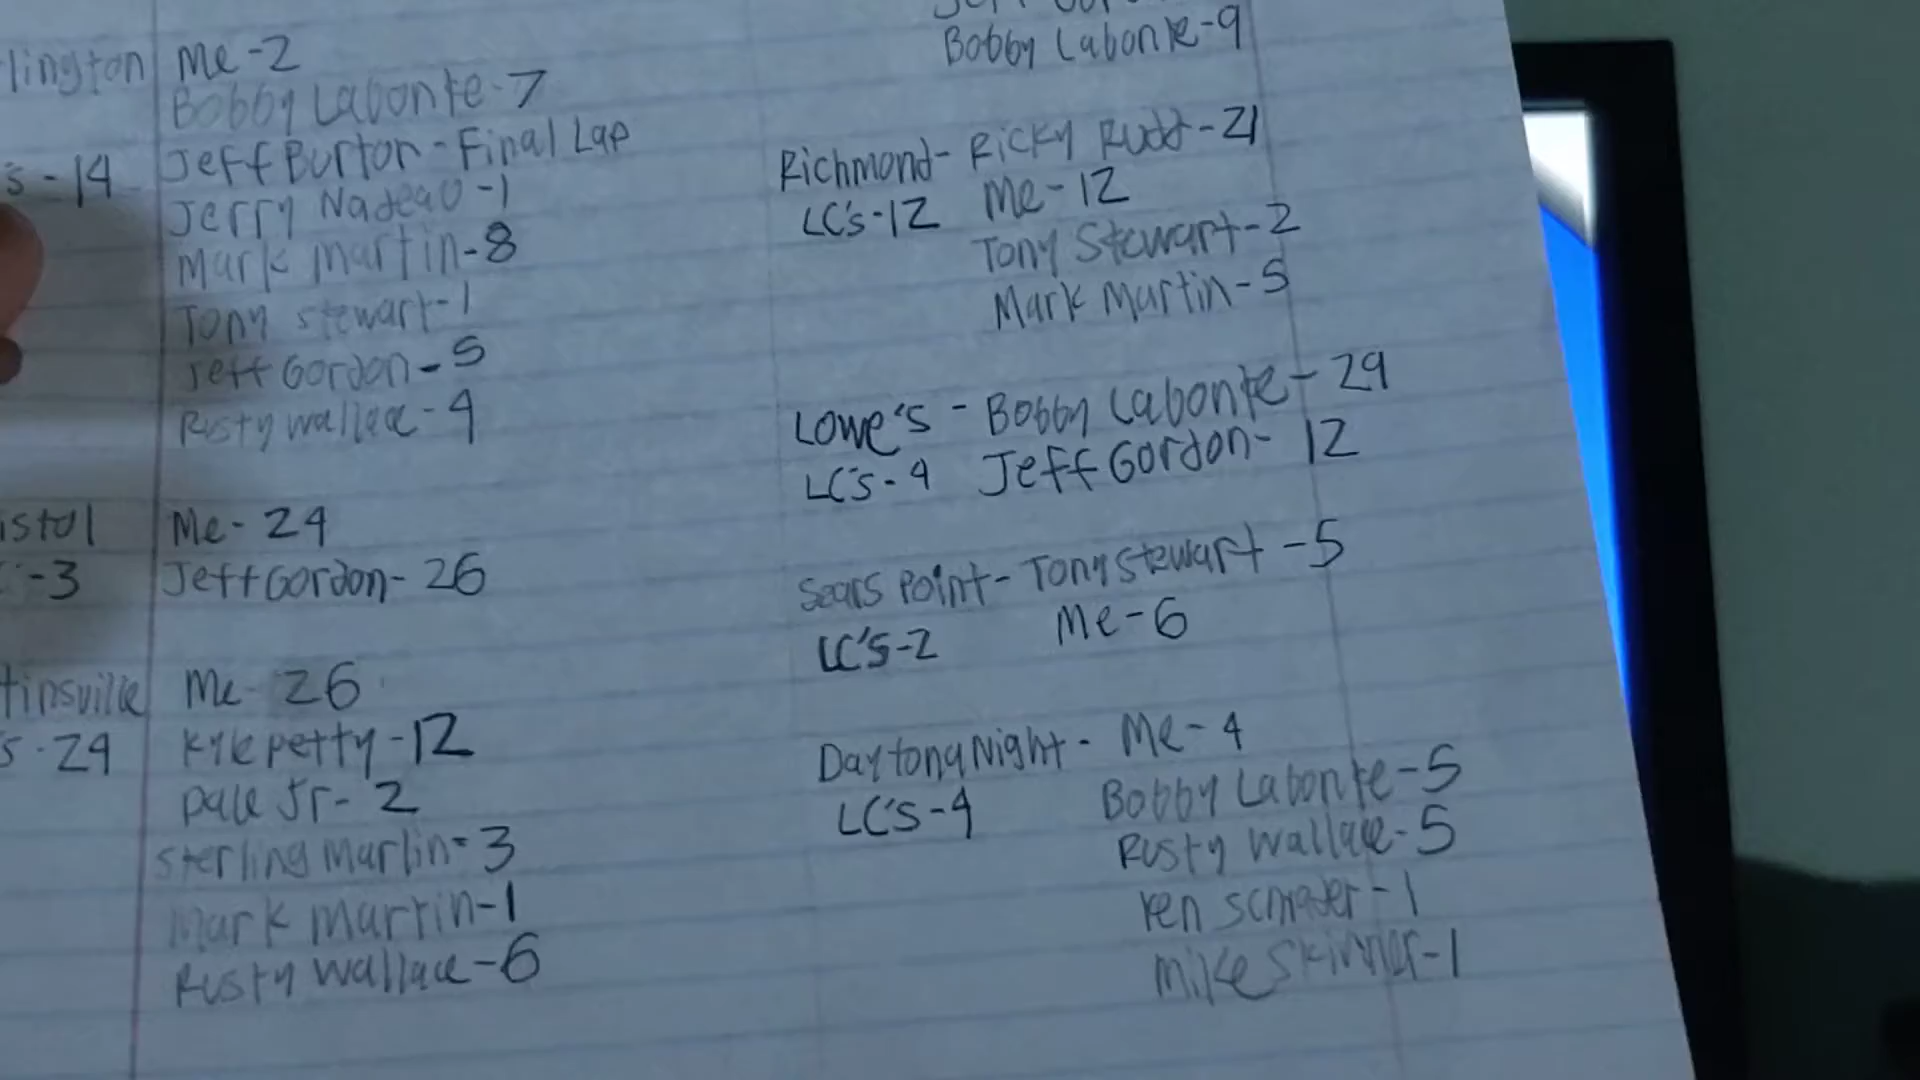 lington Me-2
Bobby Labonte-7
Jeff Burton-Final Lap
s-14
Jerry Nadeau-1
Mark Martin-8
Tony Stewart-1
Jeff Gordon-5
Rusty Wallace-4
istol Me-24
-3 Jeff Gordon-26
tinsville Me-26
s-29 Kyle Petty-12
Dale Jr-2
Sterling Marlin-3
Mark Martin-1
Rusty Wallace-6
Bobby Labonte-9
Richmond-Ricky Rudd-21
LC's-12 Me-12
Tony Stewart-2
Mark Martin-5
Lowe's-Bobby Labonte-29
LC's-4 Jeff Gordon-12
Sears Point-Tony Stewart-5
LC's-2 Me-6
Daytona Night-Me-4
LC's-4 Bobby Labonte-5
Rusty Wallace-5
Ken Schrader-1
Mike Skinner-1